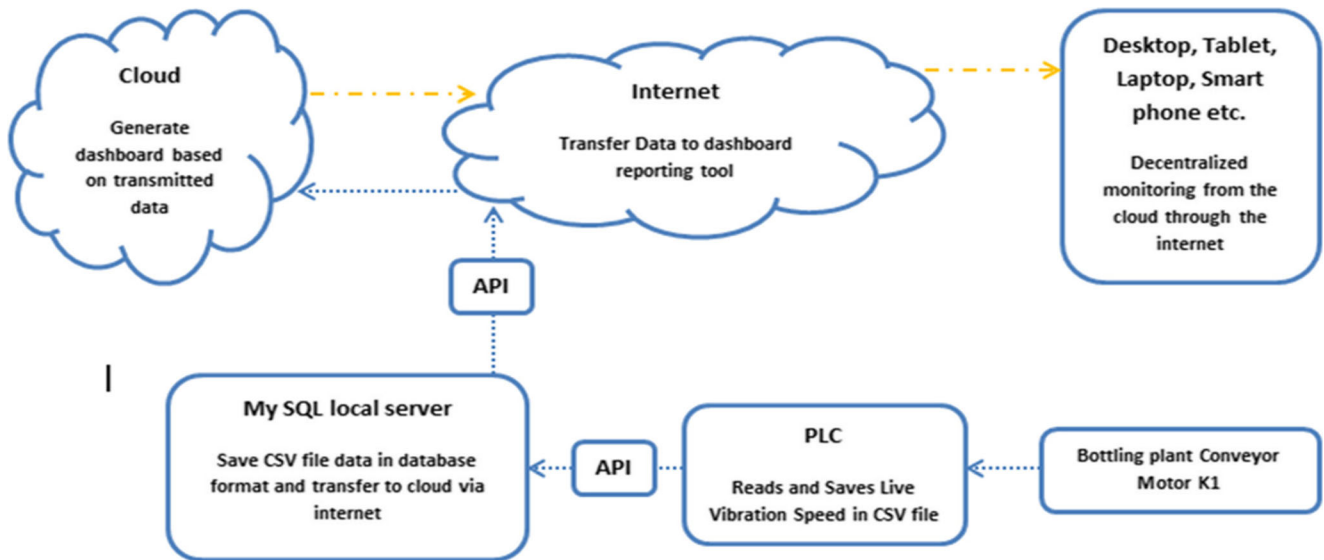 Cloud
Generate
dashboard based
on transmitted
data
Internet
Transfer Data to dashboard
reporting tool
Desktop, Tablet,
Laptop, Smart
phone etc.
Decentralized
monitoring from the
cloud through the
internet
API
My SQL local server
Save CSV file data in database
format and transfer to cloud via
internet
API
PLC
Reads and Saves Live
Vibration Speed in CSV file
Bottling plant Conveyor
Motor K1